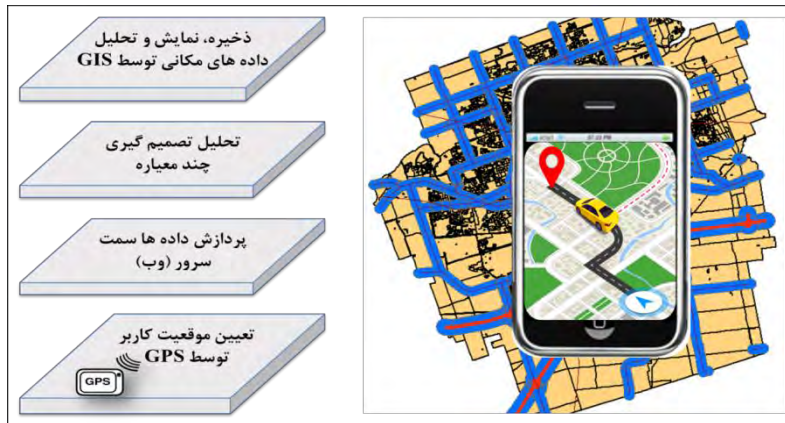 ذخیره، نمایش و تحلیل
داده های مکانی توسط GIS
تحلیل تصمیم گیری
چند معیاره
پردازش داده ها سمت
سرور (وب)
تعیین موقعیت کاربر
توسط GPS
GPS